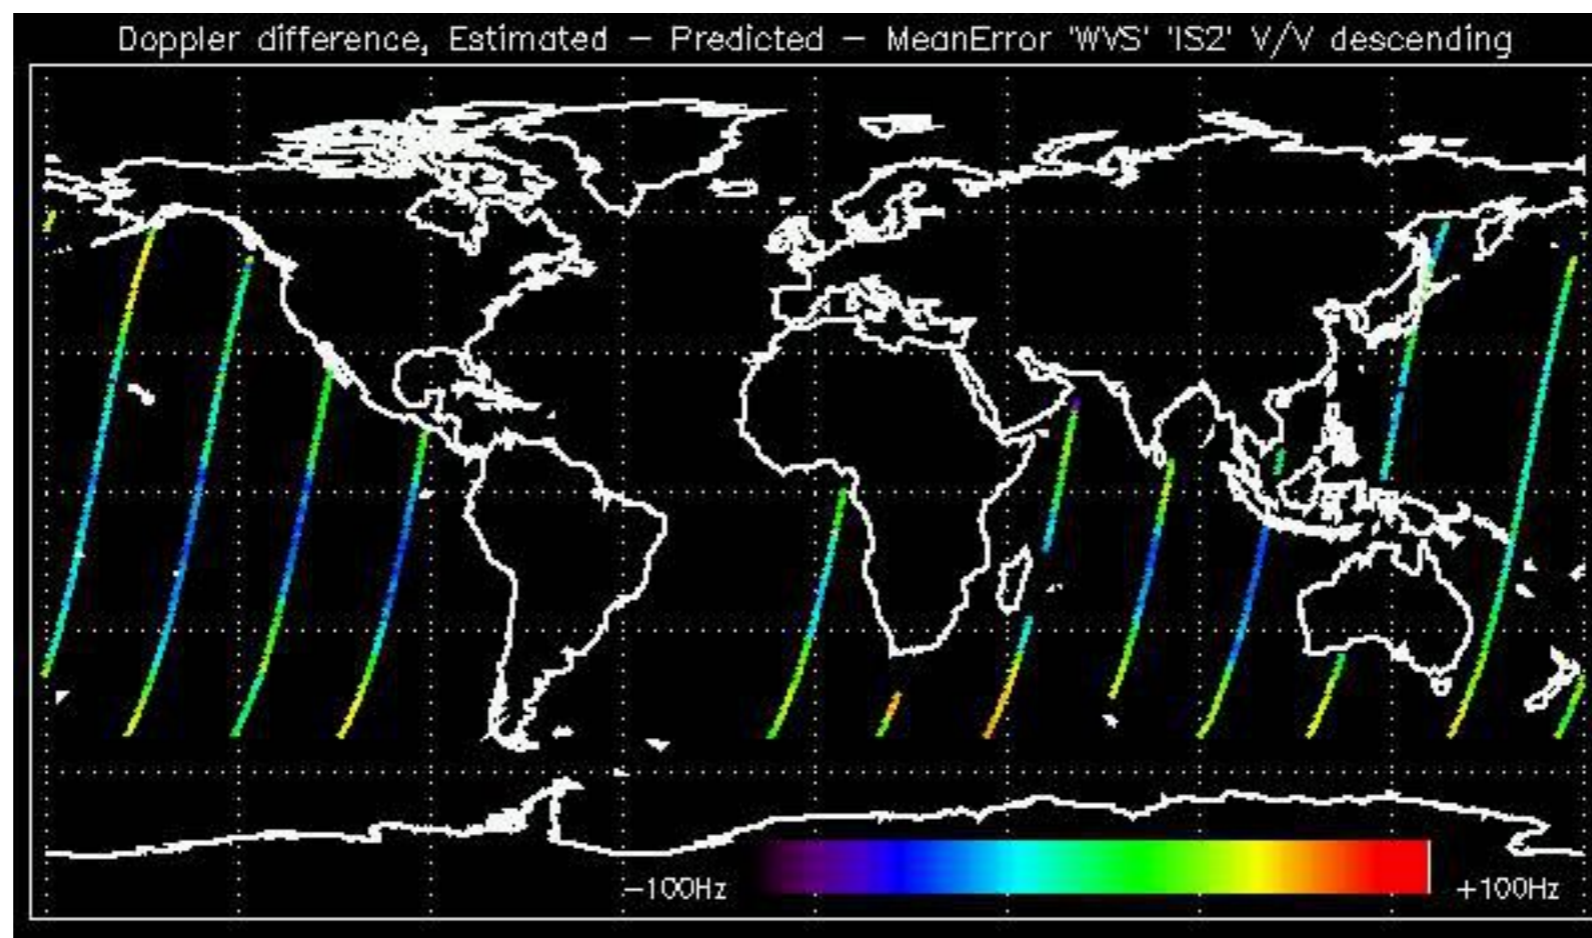 Doppler difference, Estimated – Predicted – MeanError 'WVS' 'IS2' V/V descending
–100Hz +100Hz